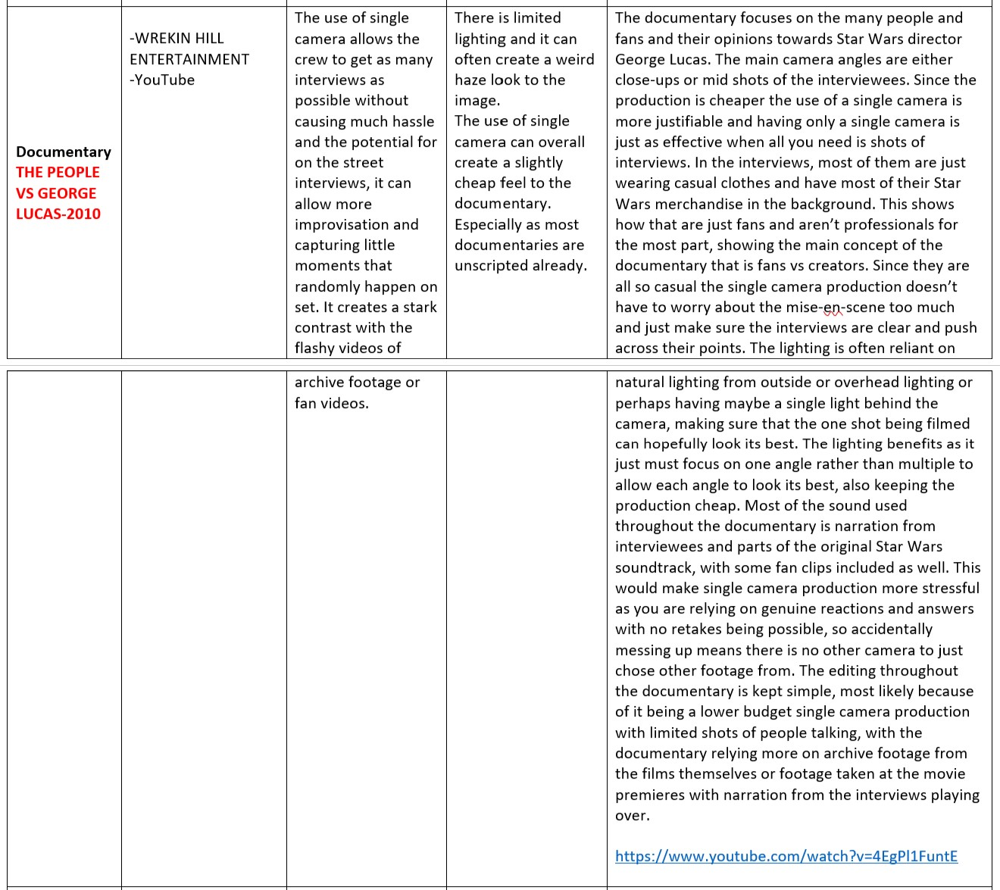 Documentary
THE PEOPLE
VS GEORGE
LUCAS-2010
-WREKIN HILL
ENTERTAINMENT
-YouTube
The use of single
camera allows the
crew to get as many
interviews as
possible without
causing much hassle
and the potential for
on the street
interviews, it can
allow more
improvisation and
capturing little
moments that
randomly happen on
set. It creates a stark
contrast with the
flashy videos of
archive footage or
fan videos.
There is limited
lighting and it can
often create a weird
haze look to the
image.
The use of single
camera can overall
create a slightly
cheap feel to the
documentary.
Especially as most
documentaries are
unscripted already.
The documentary focuses on the many people and
fans and their opinions towards Star Wars director
George Lucas. The main camera angles are either
close-ups or mid shots of the interviewees. Since the
production is cheaper the use of a single camera is
more justifiable and having only a single camera is
just as effective when all you need is shots of
interviews. In the interviews, most of them are just
wearing casual clothes and have most of their Star
Wars merchandise in the background. This shows
how that are just fans and aren’t professionals for
the most part, showing the main concept of the
documentary that is fans vs creators. Since they are
all so casual the single camera production doesn’t
have to worry about the mise-en-scene too much
and just make sure the interviews are clear and push
across their points. The lighting is often reliant on
natural lighting from outside or overhead lighting or
perhaps having maybe a single light behind the
camera, making sure that the one shot being filmed
can hopefully look its best. The lighting benefits as it
just must focus on one angle rather than multiple to
allow each angle to look its best, also keeping the
production cheap. Most of the sound used
throughout the documentary is narration from
interviewees and parts of the original Star Wars
soundtrack, with some fan clips included as well. This
would make single camera production more stressful
as you are relying on genuine reactions and answers
with no retakes being possible, so accidentally
messing up means there is no other camera to just
chose other footage from. The editing throughout
the documentary is kept simple, most likely because
of it being a lower budget single camera production
with limited shots of people talking, with the
documentary relying more on archive footage from
the films themselves or footage taken at the movie
premieres with narration from the interviews playing
over.
https://www.youtube.com/watch?v=4EgPl1FuntE